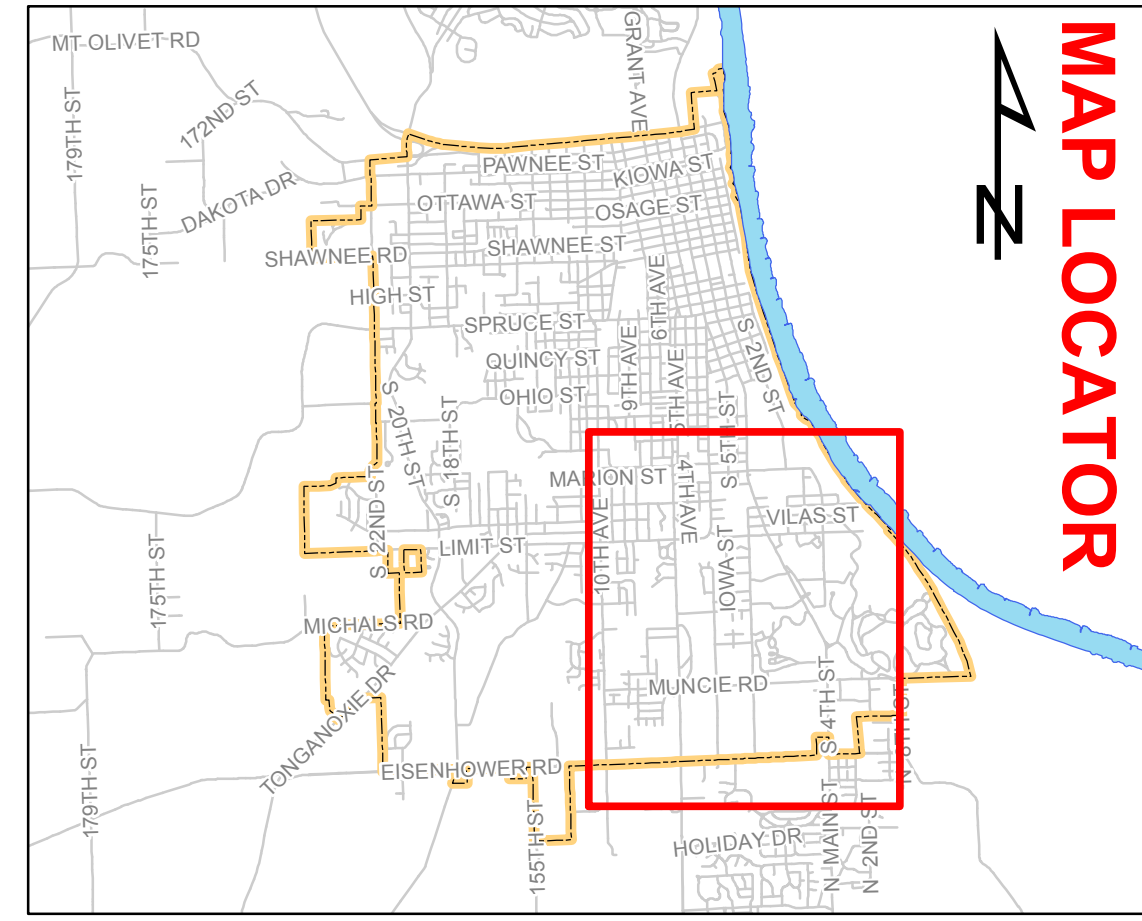 MAP LOCATOR
N
MT OLIVET RD
GRANT AVE
179TH ST
172ND ST
PAWNEE ST
KIOWA ST
175TH ST
DAKOTA DR
OTTAWA ST
OSAGE ST
SHAWNEE RD
SHAWNEE ST
HIGH ST
6TH AVE
SPRUCE ST
S 2ND ST
QUINCY ST
9TH AVE
5TH AVE
OHIO ST
S 20TH ST
S 18TH ST
S 5TH ST
MARION ST
4TH AVE
S 22ND ST
VILAS ST
10TH AVE
LIMIT ST
IOWA ST
175TH ST
MICHALS RD
MUNCIE RD
S 4TH ST
TONGANOXIE DR
EISENHOWER RD
179TH ST
155TH ST
HOLIDAY DR
N MAIN ST
N 2ND ST